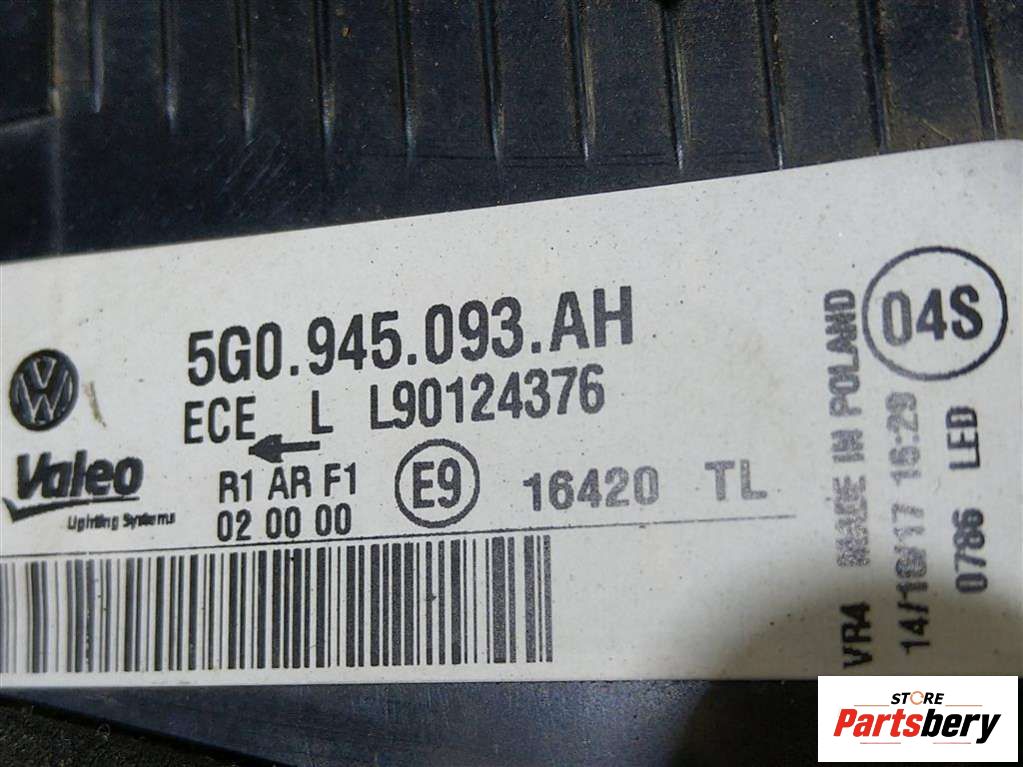 5G0.945.093.AH
ECE L L90124376
Valeo
Lighting Systems
R1 AR F1
02 00 00
E9
16420 TL
04S
VR4 MADE IN POLAND
14/10/17 16:29
0786 LED
STORE
Partsbery